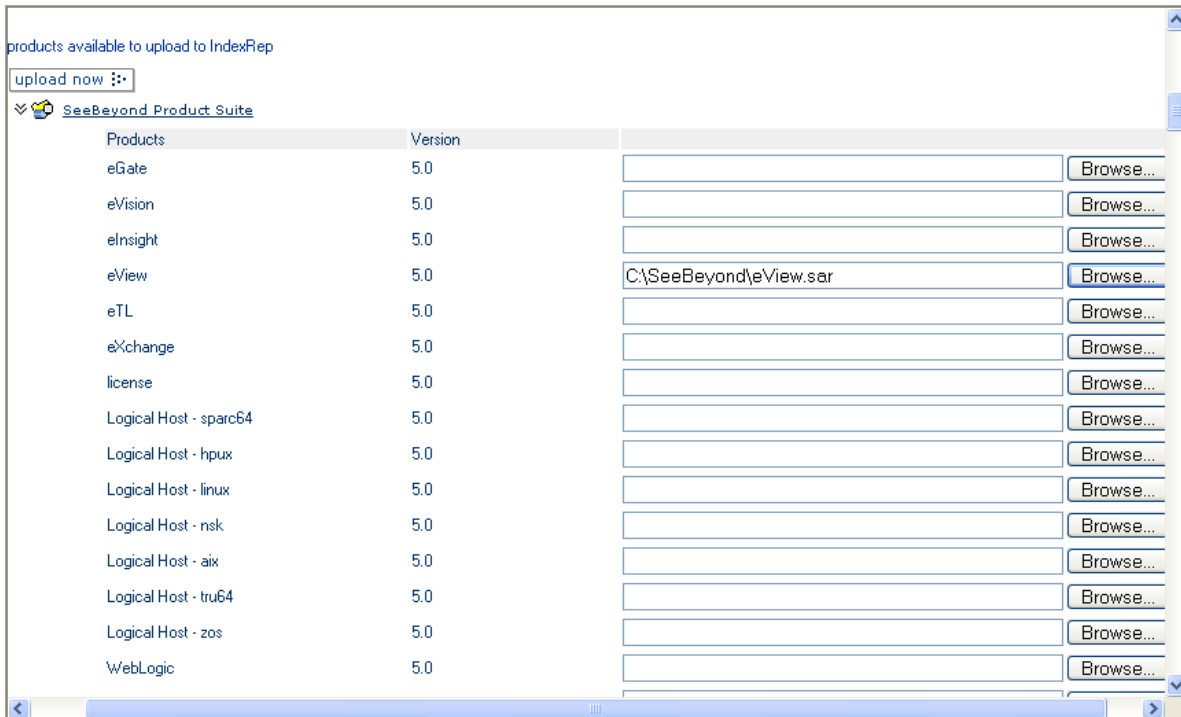 products available to upload to IndexRep
upload now
SeeBeyond Product Suite
Products Version
eGate 5.0 Browse...
eVision 5.0 Browse...
eInsight 5.0 Browse...
eView 5.0 C:\SeeBeyond\eView.sar Browse...
eTL 5.0 Browse...
eXchange 5.0 Browse...
license 5.0 Browse...
Logical Host - sparc64 5.0 Browse...
Logical Host - hpux 5.0 Browse...
Logical Host - linux 5.0 Browse...
Logical Host - nsk 5.0 Browse...
Logical Host - aix 5.0 Browse...
Logical Host - tru64 5.0 Browse...
Logical Host - zos 5.0 Browse...
WebLogic 5.0 Browse...